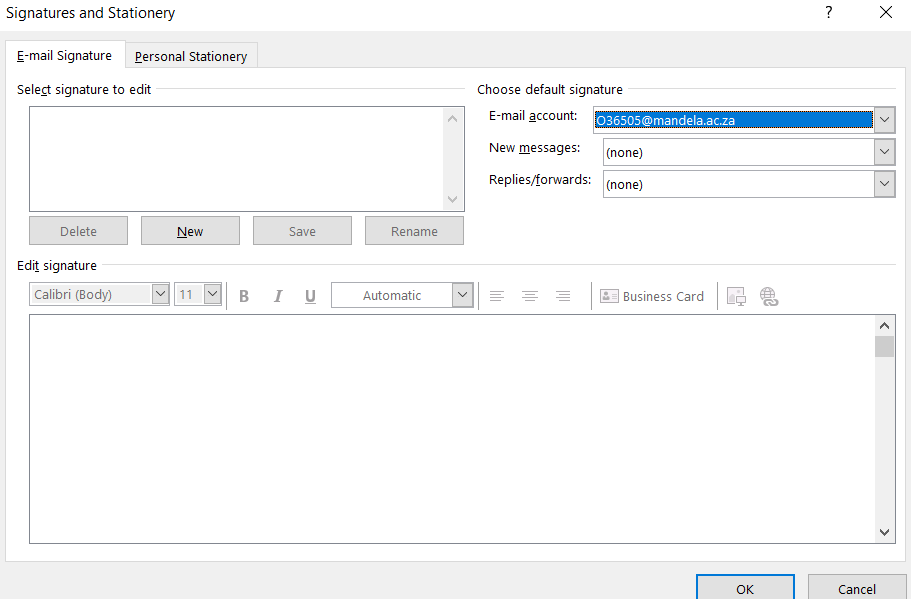 Signatures and Stationery
?
E-mail Signature
Personal Stationery
Select signature to edit
Choose default signature
E-mail account:
O36505@mandela.ac.za
New messages:
(none)
Replies/forwards:
(none)
Delete
New
Save
Rename
Edit signature
Calibri (Body)
11
B
I
U
Automatic
Business Card
OK
Cancel